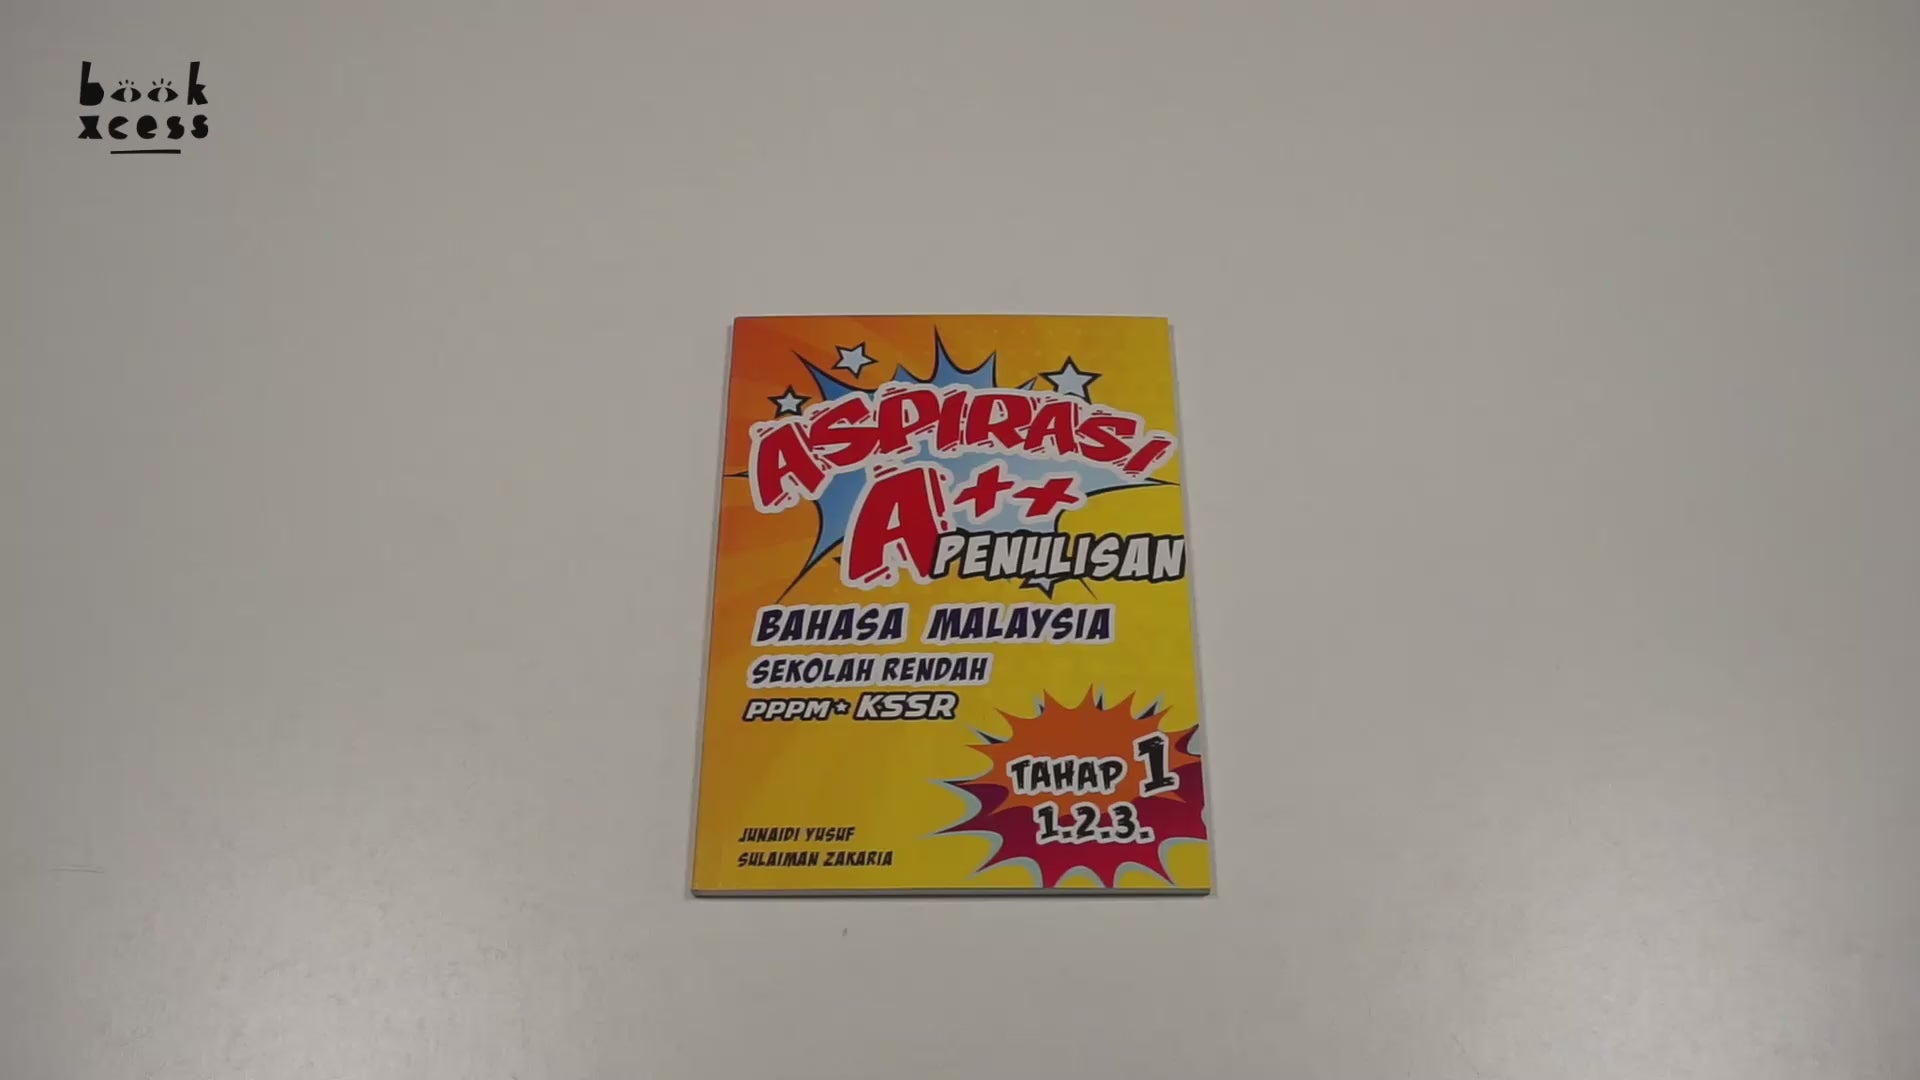 book
xcess
ASPIRASI
A++
PENULISAN
BAHASA MALAYSIA
SEKOLAH RENDAH
PPPM★KSSR
TAHAP 1
1.2.3.
JUNAIDI YUSUF
SULAIMAN ZAKARIA